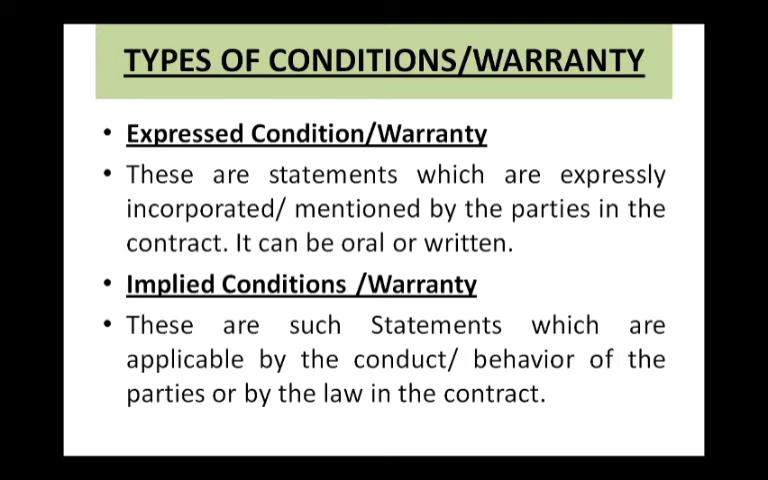 TYPES OF CONDITIONS/WARRANTY
• Expressed Condition/Warranty
• These are statements which are expressly
incorporated/ mentioned by the parties in the
contract. It can be oral or written.
• Implied Conditions /Warranty
• These are such Statements which are
applicable by the conduct/ behavior of the
parties or by the law in the contract.